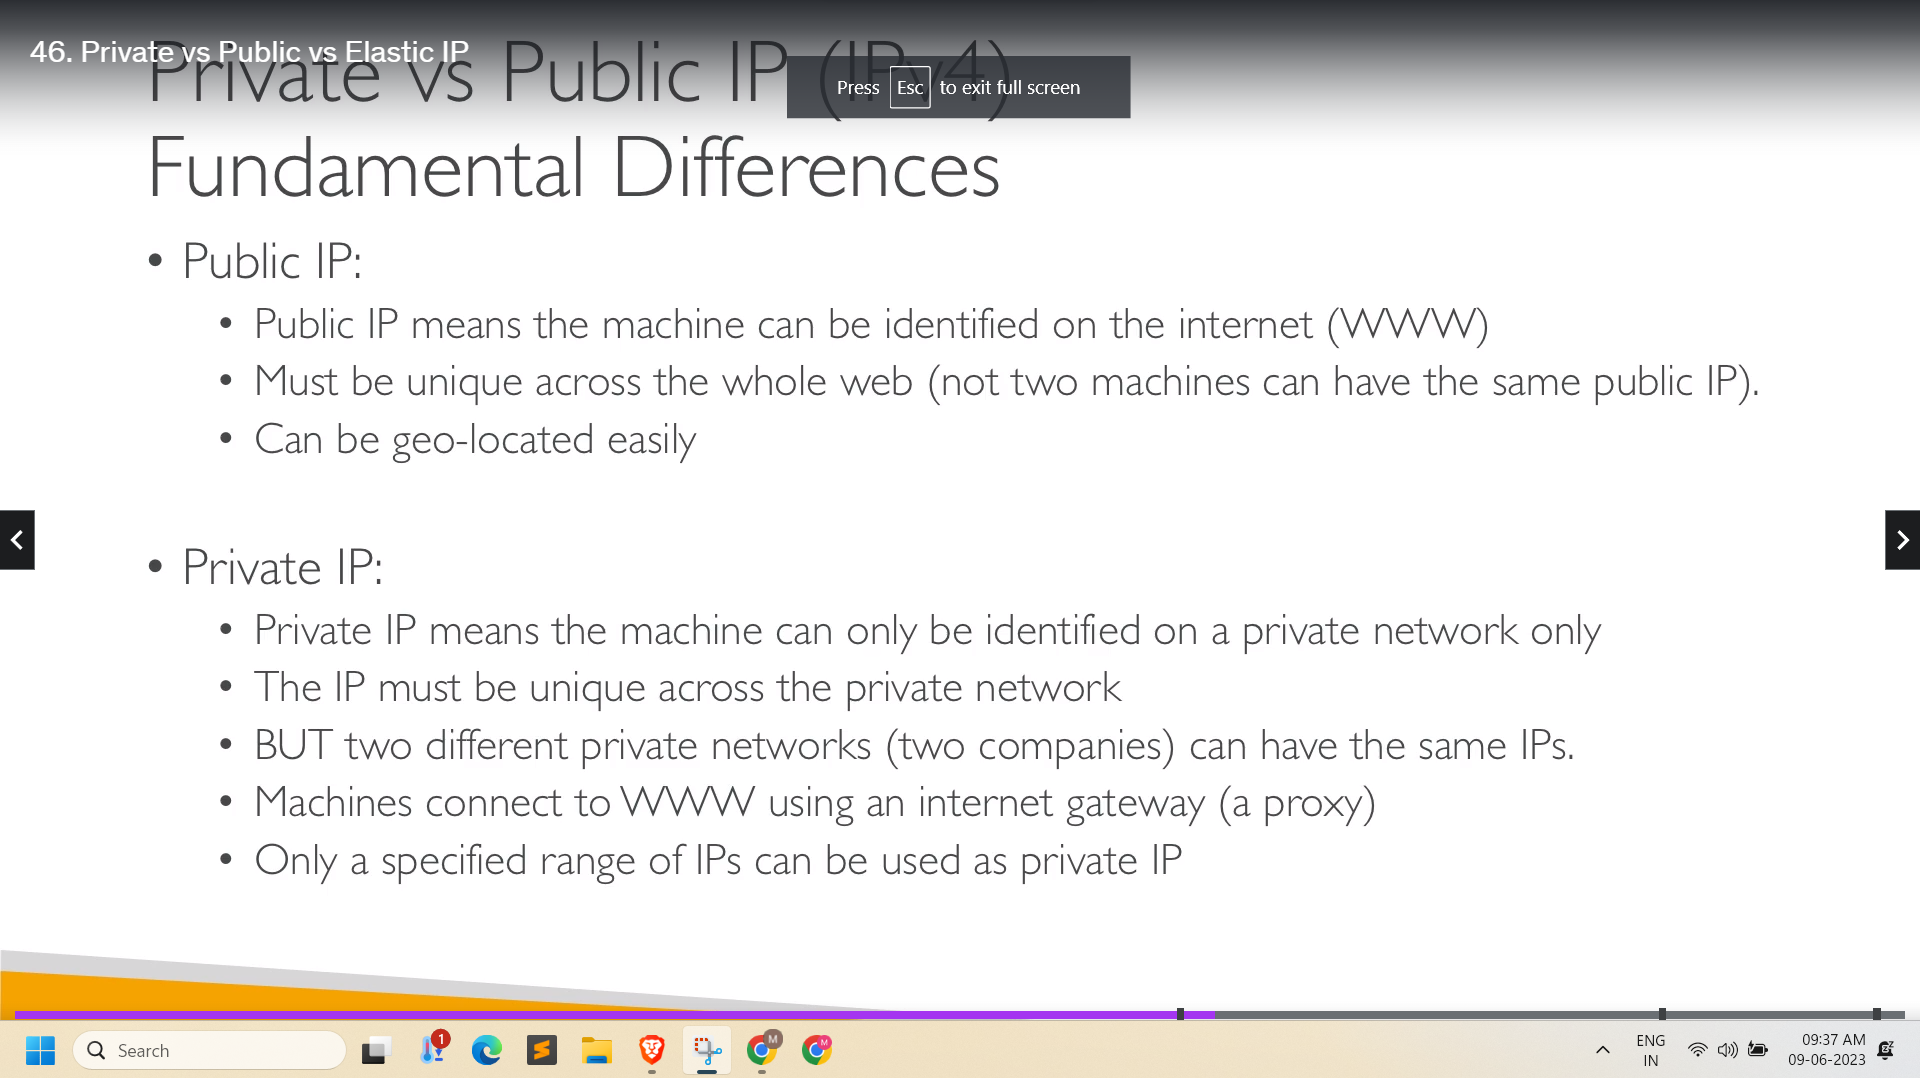 46. Private vs Public vs Elastic IP
Private vs Public IP (IPv4)
Press Esc to exit full screen
Fundamental Differences
• Public IP:
• Public IP means the machine can be identified on the internet (WWW)
• Must be unique across the whole web (not two machines can have the same public IP).
• Can be geo-located easily
• Private IP:
• Private IP means the machine can only be identified on a private network only
• The IP must be unique across the private network
• BUT two different private networks (two companies) can have the same IPs.
• Machines connect to WWW using an internet gateway (a proxy)
• Only a specified range of IPs can be used as private IP
Search
1
M
M
ENG
IN
09:37 AM
09-06-2023